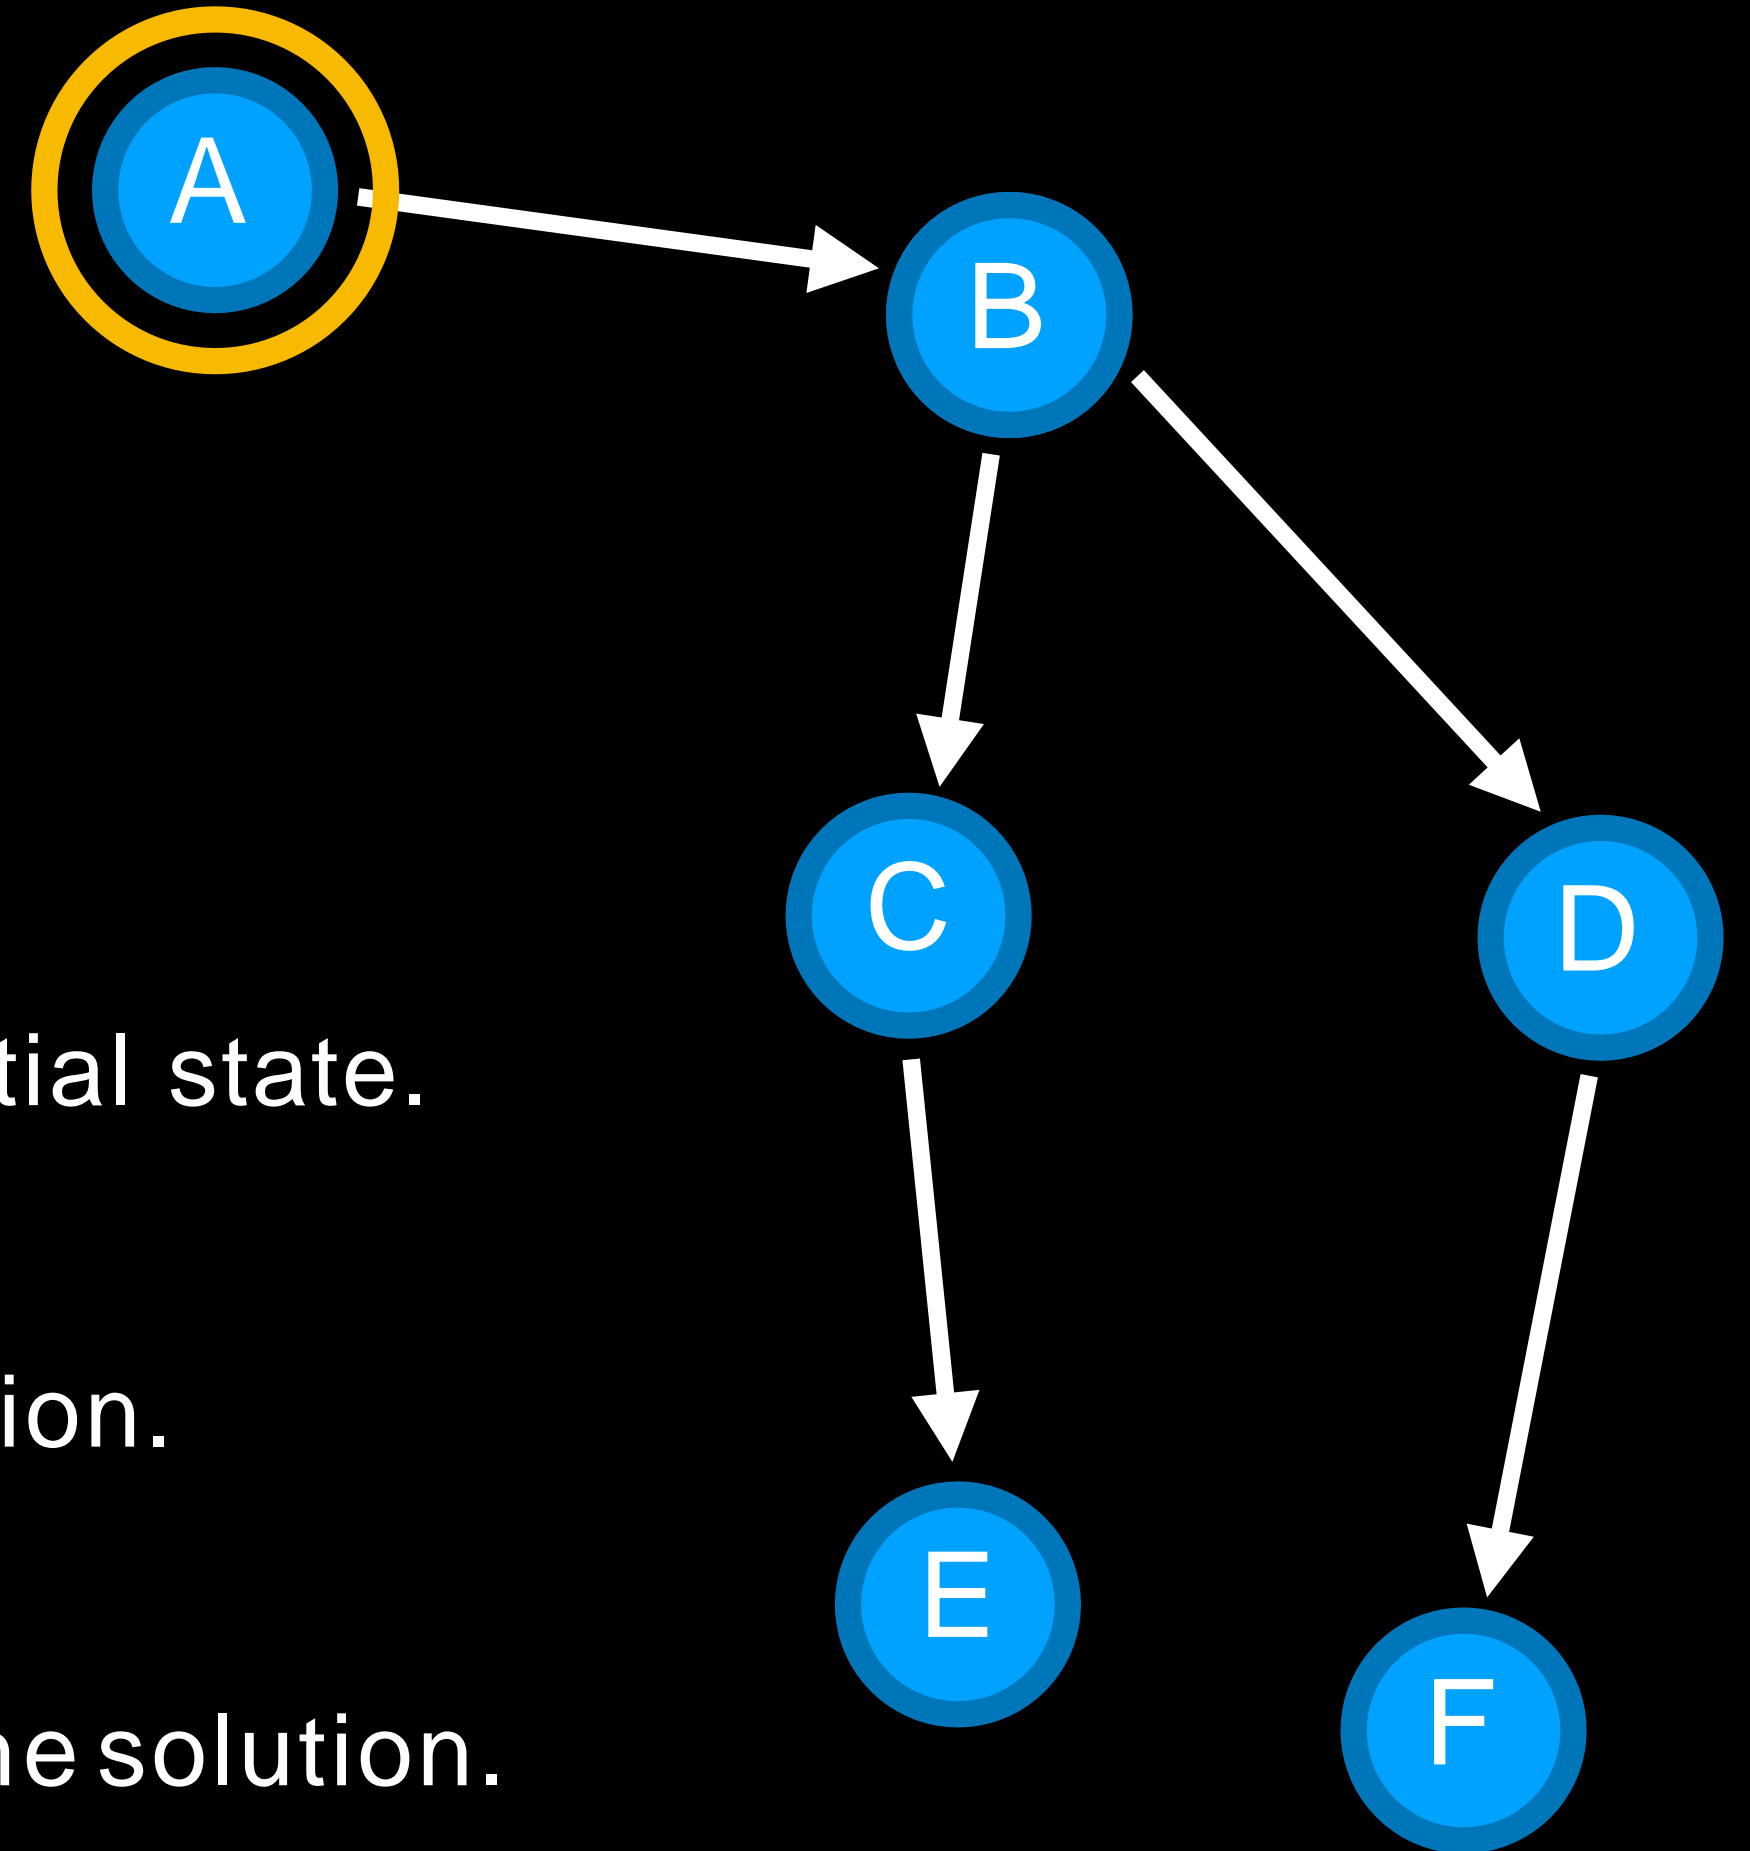 A
B
C
D
tial state.
E
ion.
F
ne solution.